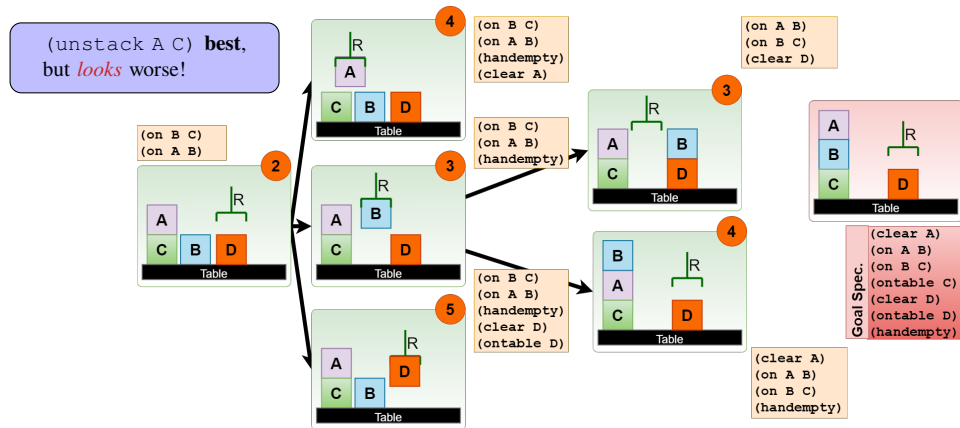 (unstack A C) best,
but looks worse!
(on B C)
(on A B)
2
R
A
C
B
D
Table
4
R
A
C
B
D
Table
(on B C)
(on A B)
(handempty)
(clear A)
3
R
B
A
C
D
Table
(on B C)
(on A B)
(handempty)
5
R
D
A
C
B
Table
(on B C)
(on A B)
(handempty)
(clear D)
(ontable D)
(on A B)
(on B C)
(clear D)
3
R
A
B
C
D
Table
4
B
R
A
C
D
Table
(clear A)
(on A B)
(on B C)
(handempty)
A
R
B
C
D
Table
Goal Spec.
(clear A)
(on A B)
(on B C)
(ontable C)
(clear D)
(ontable D)
(handempty)